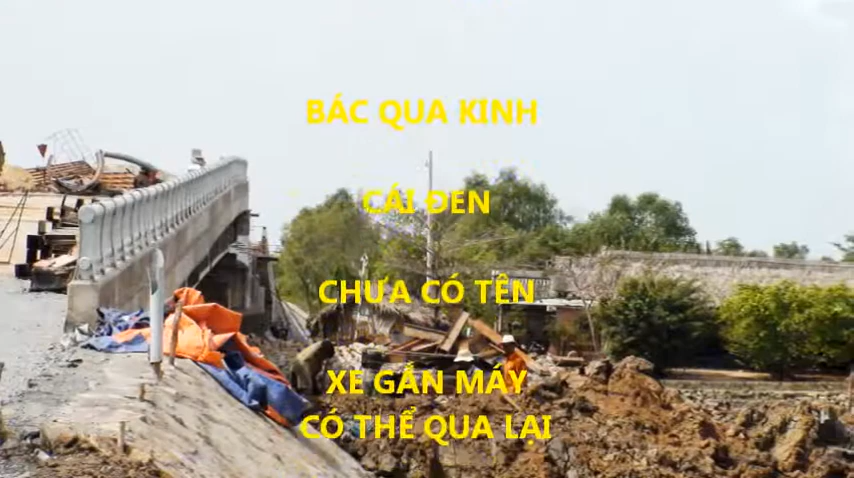 BÁC QUA KINH
CÁI ĐEN
CHƯA CÓ TÊN
XE GẮN MÁY
CÓ THỂ QUA LẠI